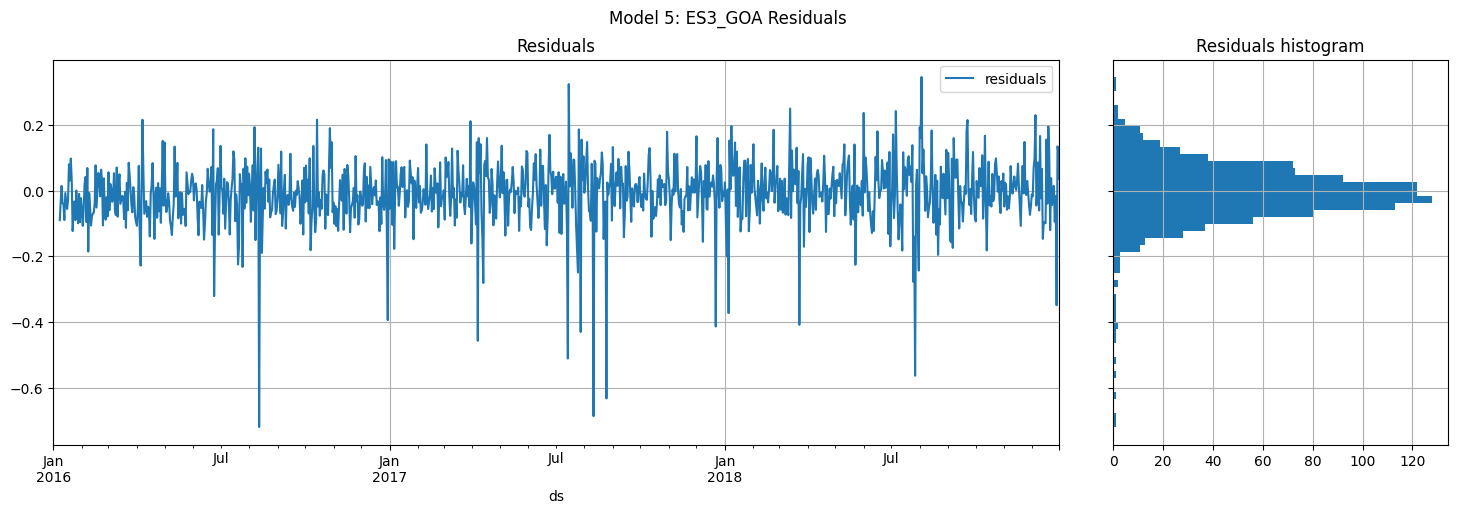 Model 5: ES3_GOA Residuals
Residuals
Residuals histogram
residuals
0.2
0.0
−0.2
−0.4
−0.6
Jan
2016
Jul
Jan
2017
Jul
Jan
2018
Jul
ds
0 20 40 60 80 100 120